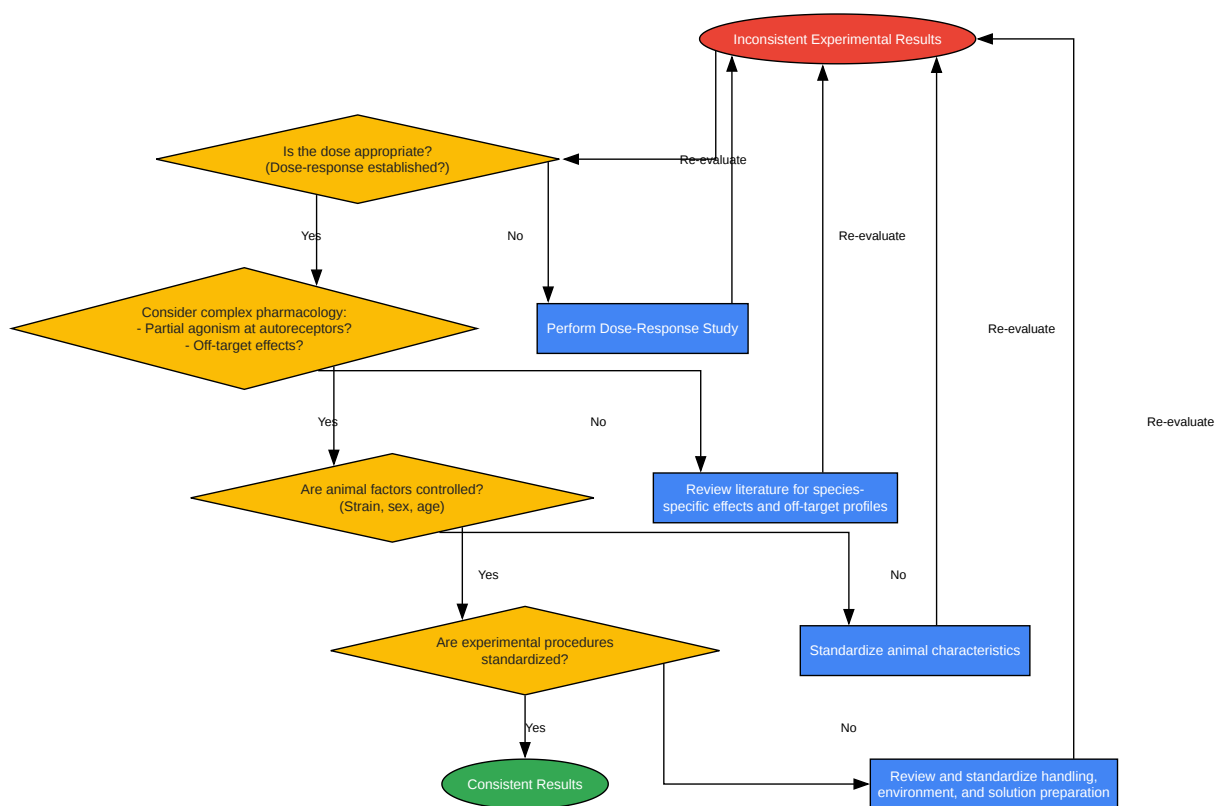 Inconsistent Experimental Results
Is the dose appropriate?
(Dose-response established?)
Re-evaluate
Yes
No
Re-evaluate
Consider complex pharmacology:
- Partial agonism at autoreceptors?
- Off-target effects?
Perform Dose-Response Study
Re-evaluate
Yes
No
Re-evaluate
Are animal factors controlled?
(Strain, sex, age)
Review literature for species-
specific effects and off-target profiles
Yes
No
Are experimental procedures
standardized?
Standardize animal characteristics
Yes
No
Consistent Results
Review and standardize handling,
environment, and solution preparation